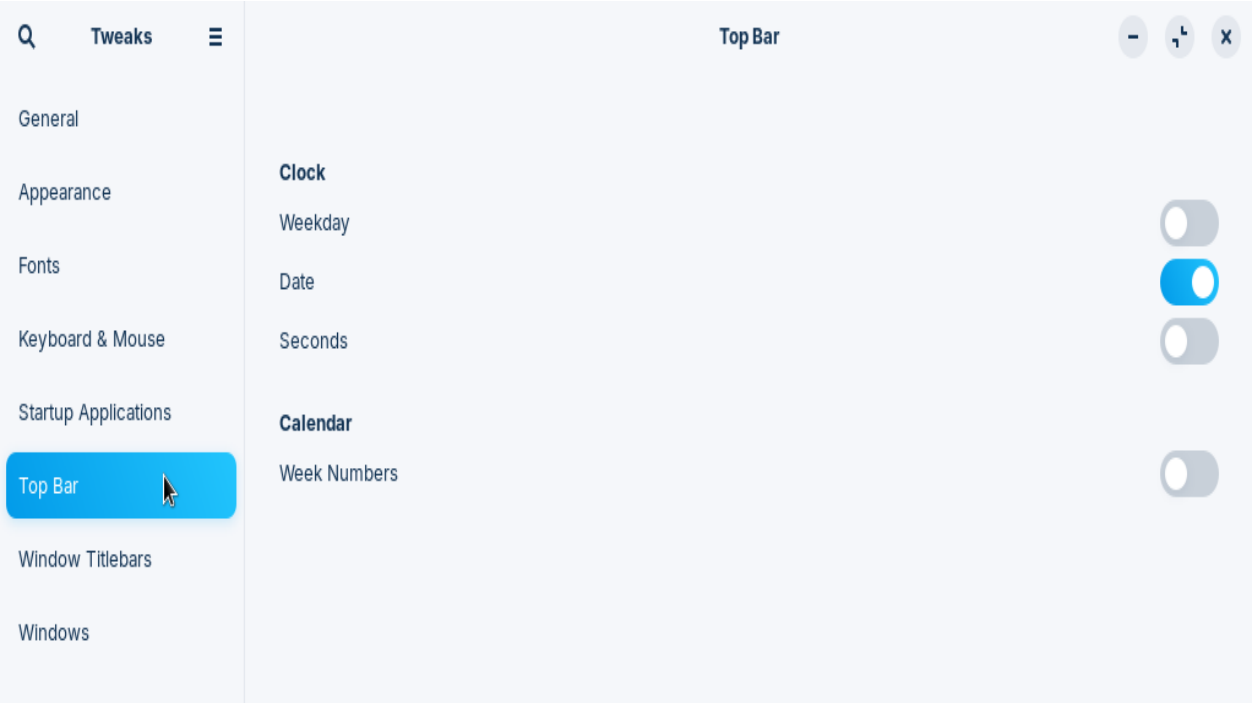 Tweaks
General
Appearance
Fonts
Keyboard & Mouse
Startup Applications
Top Bar
Window Titlebars
Windows
Top Bar
Clock
Weekday
Date
Seconds
Calendar
Week Numbers